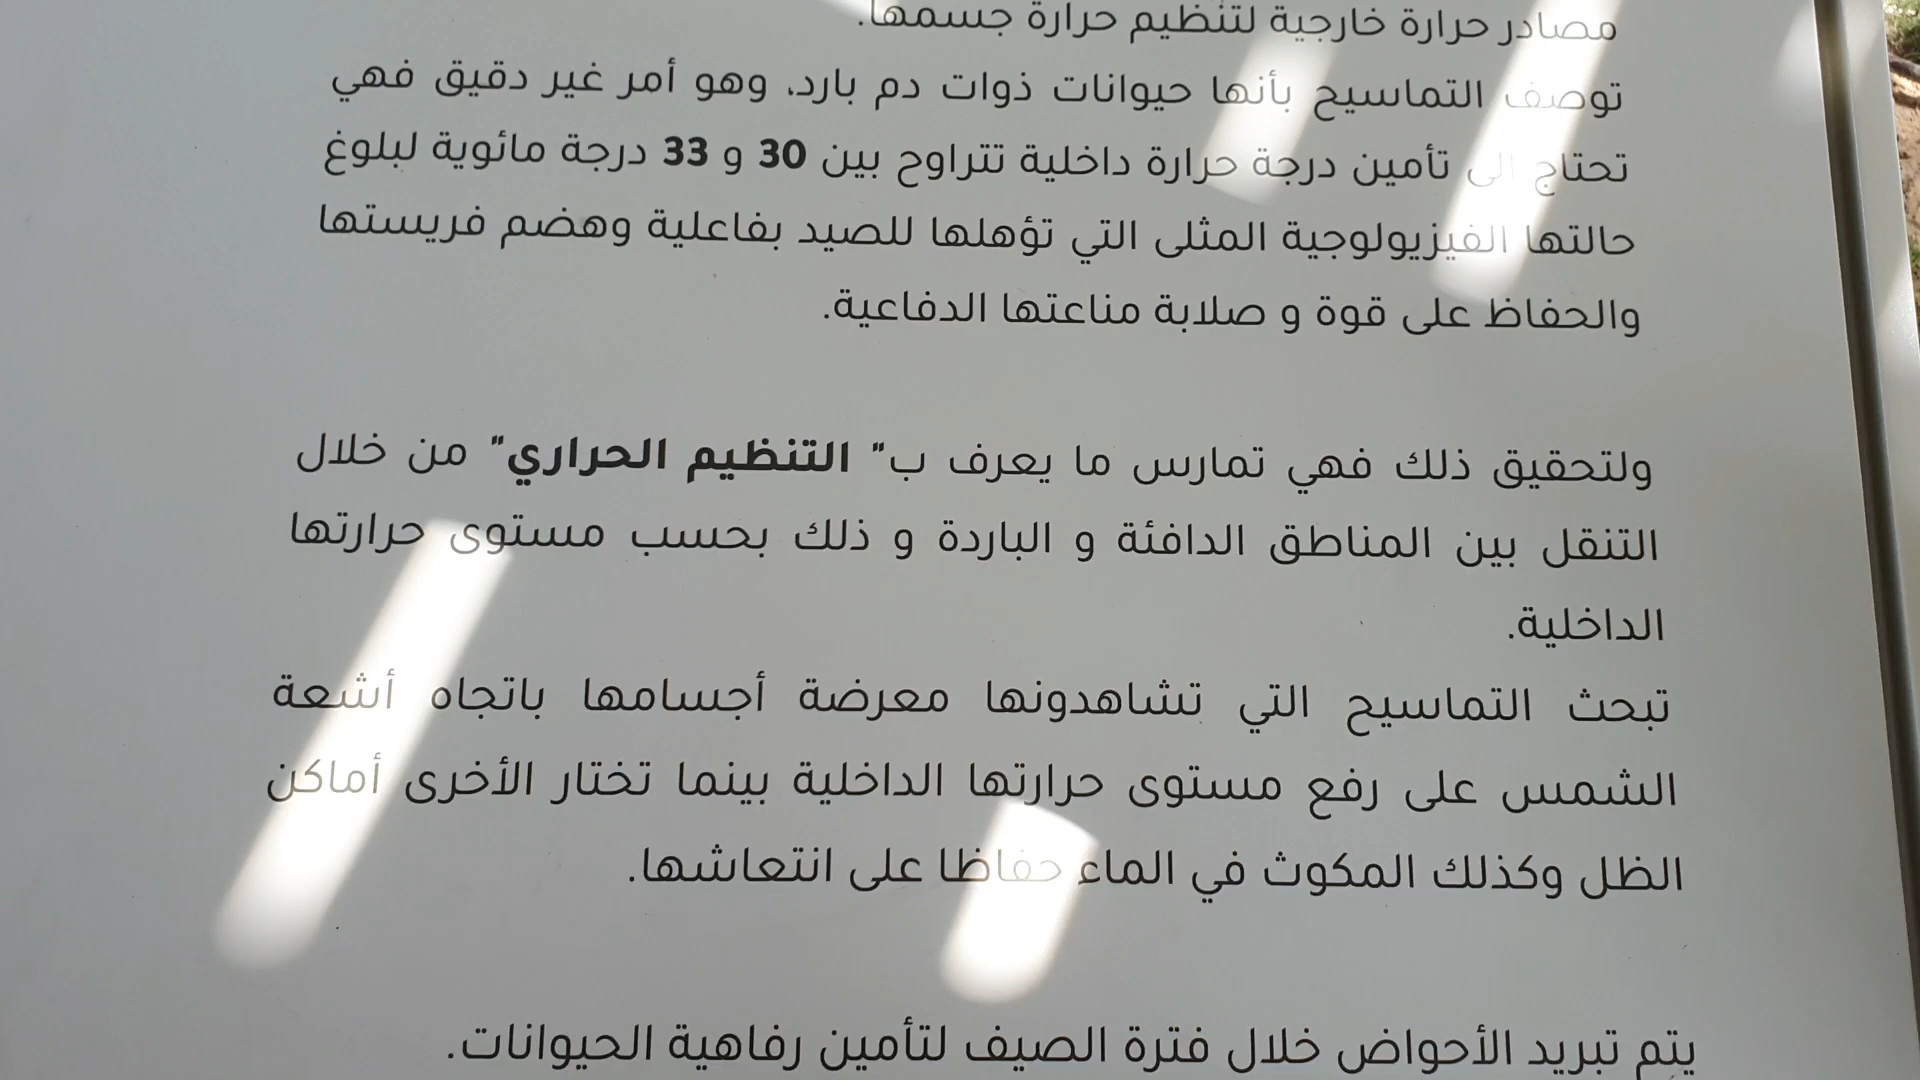 مصادر حرارة خارجية لتنظيم حرارة جسمها.
توصف التماسيح بأنها حيوانات ذوات دم بارد، وهو أمر غير دقيق فهي
تحتاج الى تأمين درجة حرارة داخلية تتراوح بين 30 و 33 درجة مائوية لبلوغ
حالتها الفيزيولوجية المثلى التي تؤهلها للصيد بفاعلية وهضم فريستها
والحفاظ على قوة و صلابة مناعتها الدفاعية.
ولتحقيق ذلك فهي تمارس ما يعرف ب" التنظيم الحراري" من خلال
التنقل بين المناطق الدافئة و الباردة و ذلك بحسب مستوى حرارتها
الداخلية.
تبحث التماسيح التي تشاهدونها معرضة أجسامها باتجاه أشعة
الشمس على رفع مستوى حرارتها الداخلية بينما تختار الأخرى أماكن
الظل وكذلك المكوث في الماء حفاظا على انتعاشها.
يتم تبريد الأحواض خلال فترة الصيف لتأمين رفاهية الحيوانات.